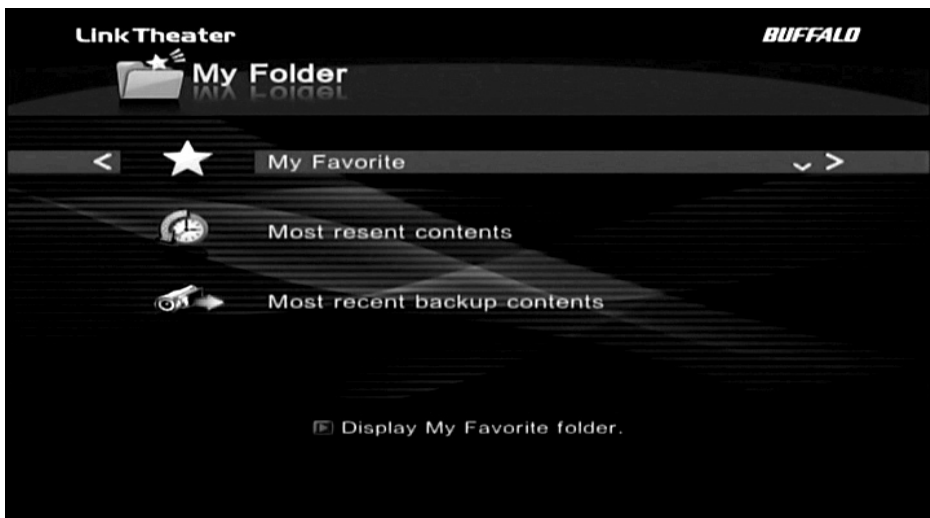 LinkTheater
BUFFALO
My Folder
< My Favorite >
Most resent contents
Most recent backup contents
Display My Favorite folder.